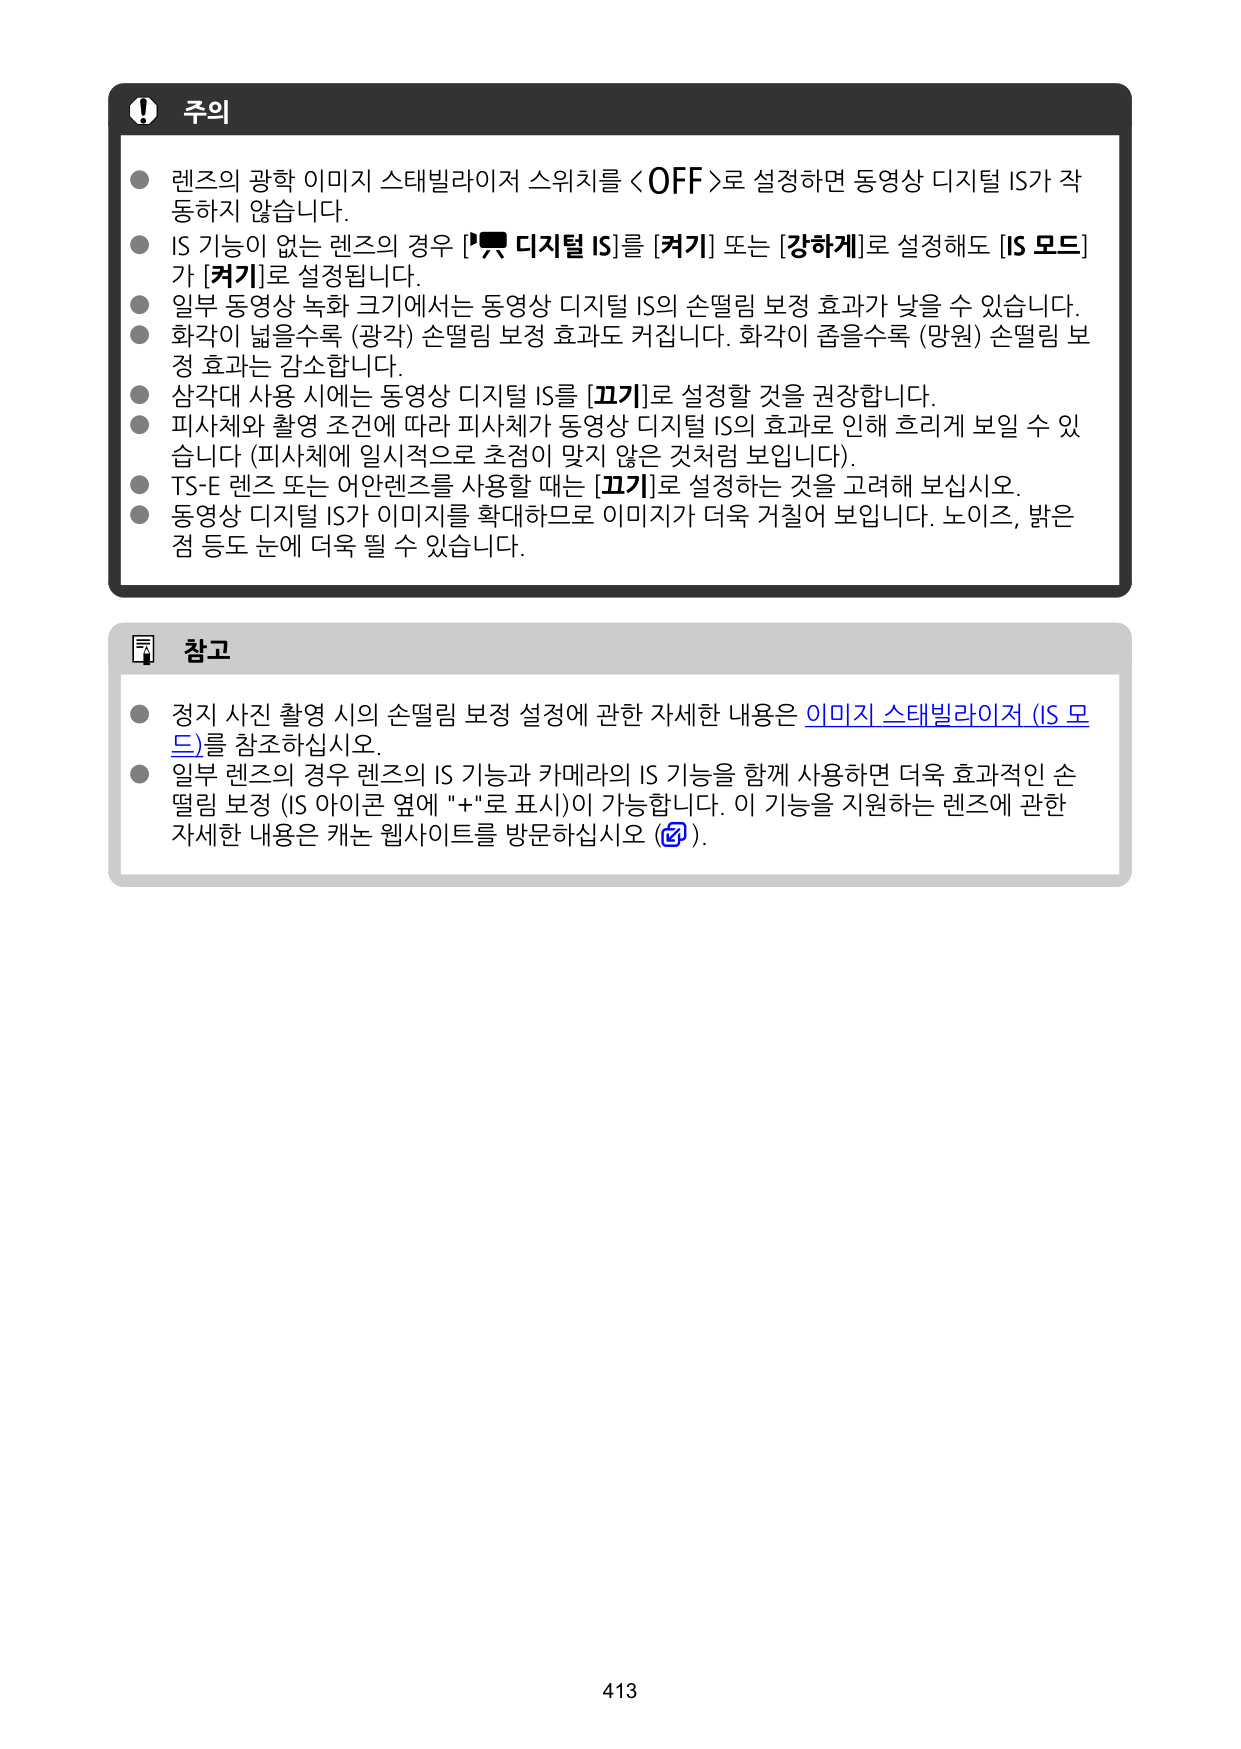 주의
● 렌즈의 광학 이미지 스태빌라이저 스위치를 <OFF>로 설정하면 동영상 디지털 IS가 작
동하지 않습니다.
● IS 기능이 없는 렌즈의 경우 [디지털 IS]를 [켜기] 또는 [강하게]로 설정해도 [IS 모드]
가 [켜기]로 설정됩니다.
● 일부 동영상 녹화 크기에서는 동영상 디지털 IS의 손떨림 보정 효과가 낮을 수 있습니다.
● 화각이 넓을수록 (광각) 손떨림 보정 효과도 커집니다. 화각이 좁을수록 (망원) 손떨림 보
정 효과는 감소합니다.
● 삼각대 사용 시에는 동영상 디지털 IS를 [끄기]로 설정할 것을 권장합니다.
● 피사체와 촬영 조건에 따라 피사체가 동영상 디지털 IS의 효과로 인해 흐리게 보일 수 있
습니다 (피사체에 일시적으로 초점이 맞지 않은 것처럼 보입니다).
● TS-E 렌즈 또는 어안렌즈를 사용할 때는 [끄기]로 설정하는 것을 고려해 보십시오.
● 동영상 디지털 IS가 이미지를 확대하므로 이미지가 더욱 거칠어 보입니다. 노이즈, 밝은
점 등도 눈에 더욱 띌 수 있습니다.
참고
● 정지 사진 촬영 시의 손떨림 보정 설정에 관한 자세한 내용은 이미지 스태빌라이저 (IS 모
드)를 참조하십시오.
● 일부 렌즈의 경우 렌즈의 IS 기능과 카메라의 IS 기능을 함께 사용하면 더욱 효과적인 손
떨림 보정 (IS 아이콘 옆에 "+"로 표시)이 가능합니다. 이 기능을 지원하는 렌즈에 관한
자세한 내용은 캐논 웹사이트를 방문하십시오 ().
413